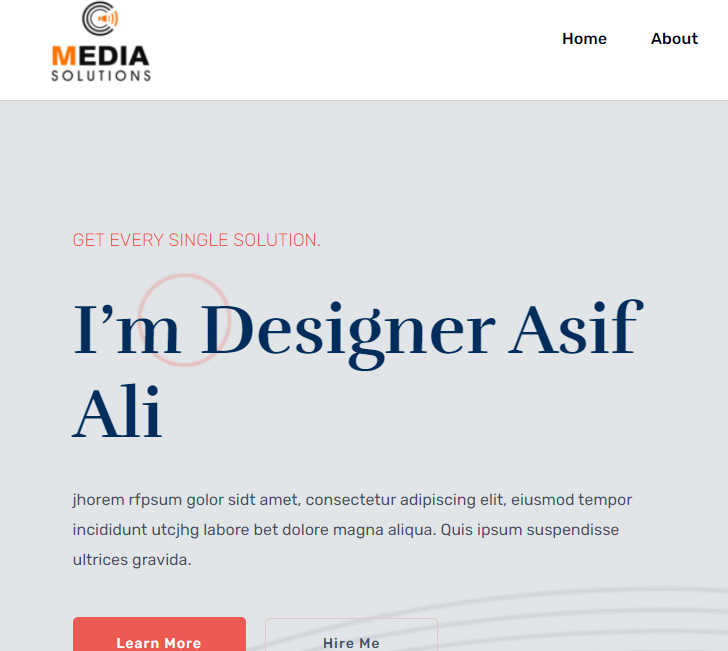 MEDIA
SOLUTIONS
Home About
GET EVERY SINGLE SOLUTION.
I'm Designer Asif
Ali
jhorem rfpsum golor sidt amet, consectetur adipiscing elit, eiusmod tempor
incididunt utcjhg labore bet dolore magna aliqua. Quis ipsum suspendisse
ultrices gravida.
Learn More Hire Me